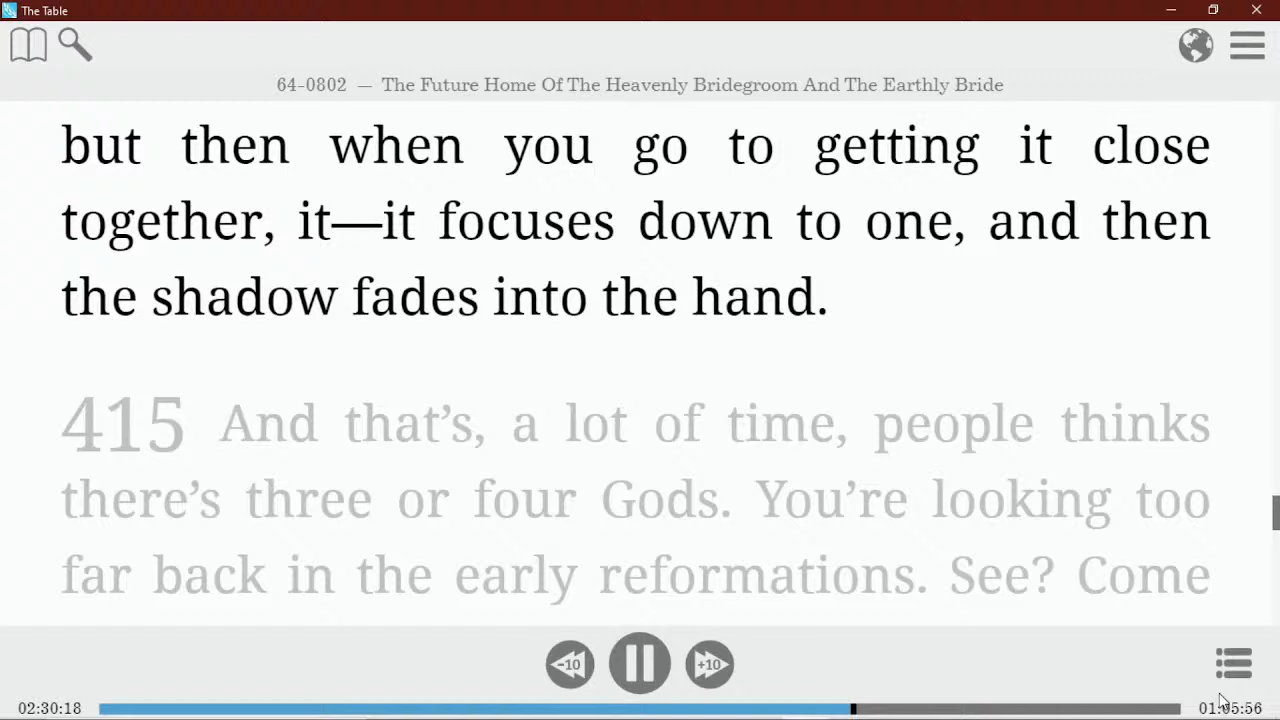 The Table
64-0802 — The Future Home Of The Heavenly Bridegroom And The Earthly Bride
but then when you go to getting it close
together, it—it focuses down to one, and then
the shadow fades into the hand.
415 And that’s, a lot of time, people thinks
there’s three or four Gods. You’re looking too
far back in the early reformations. See? Come
-10
+10
02:30:18
01:05:56